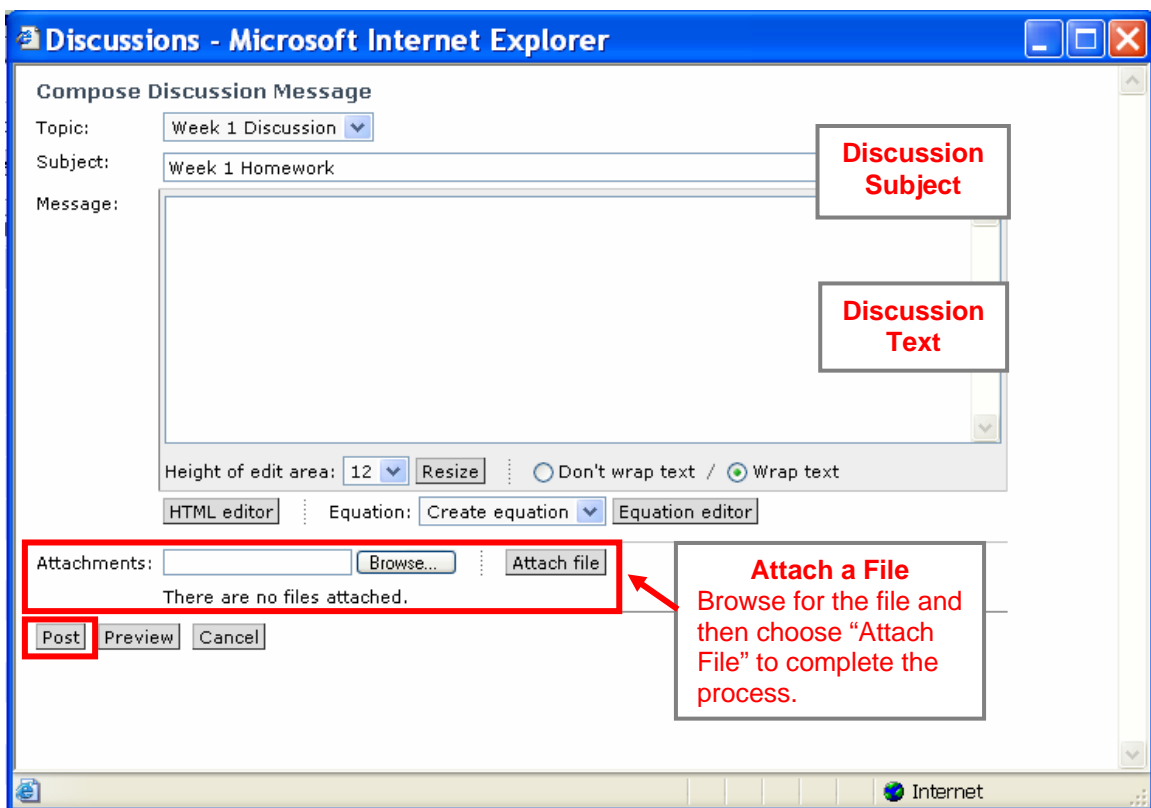 Discussions - Microsoft Internet Explorer
Compose Discussion Message
Topic: Week 1 Discussion
Subject: Week 1 Homework
Discussion
Subject
Message:
Discussion
Text
Height of edit area: 12 Resize Don't wrap text / Wrap text
HTML editor Equation: Create equation Equation editor
Attachments: Browse... Attach file
There are no files attached.
Attach a File
Browse for the file and
then choose “Attach
File” to complete the
process.
Post Preview Cancel
Internet